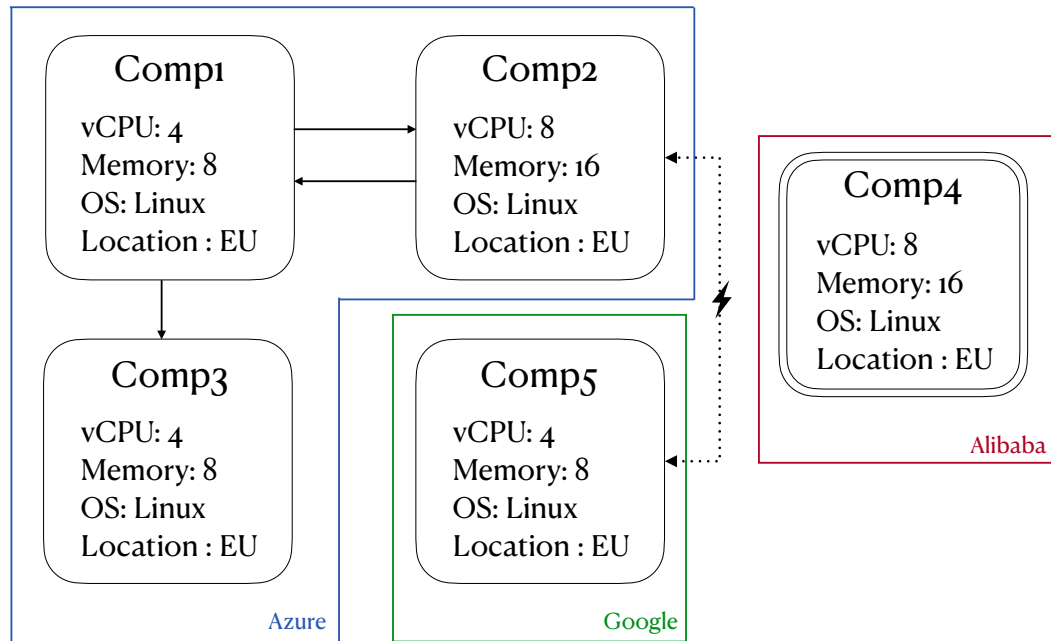 Comp1
vCPU: 4
Memory: 8
OS: Linux
Location : EU
Comp2
vCPU: 8
Memory: 16
OS: Linux
Location : EU
Comp4
vCPU: 8
Memory: 16
OS: Linux
Location : EU
Alibaba
Comp3
vCPU: 4
Memory: 8
OS: Linux
Location : EU
Azure
Comp5
vCPU: 4
Memory: 8
OS: Linux
Location : EU
Google